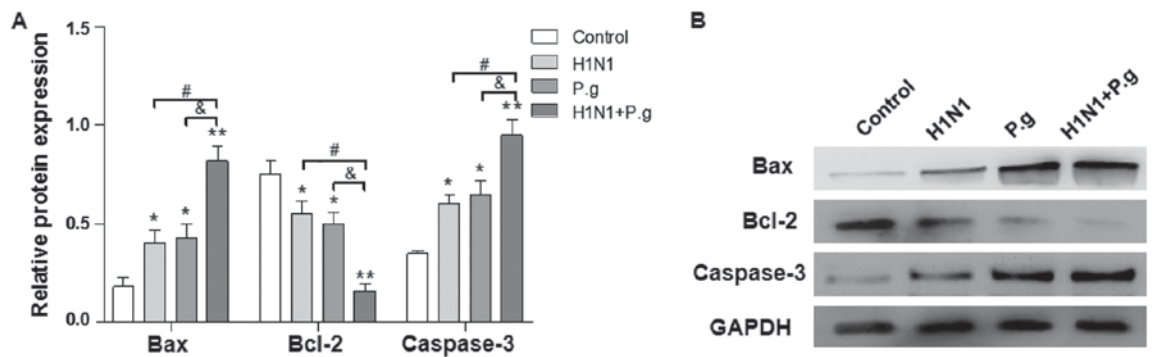 A
1.5
1.0
0.5
0.0
Relative protein expression
Control
H1N1
P.g
H1N1+P.g
#
&
*
*
**
#
&
*
*
**
#
&
*
*
**
Bax
Bcl-2
Caspase-3
B
Control
H1N1
P.g
H1N1+P.g
Bax
Bcl-2
Caspase-3
GAPDH